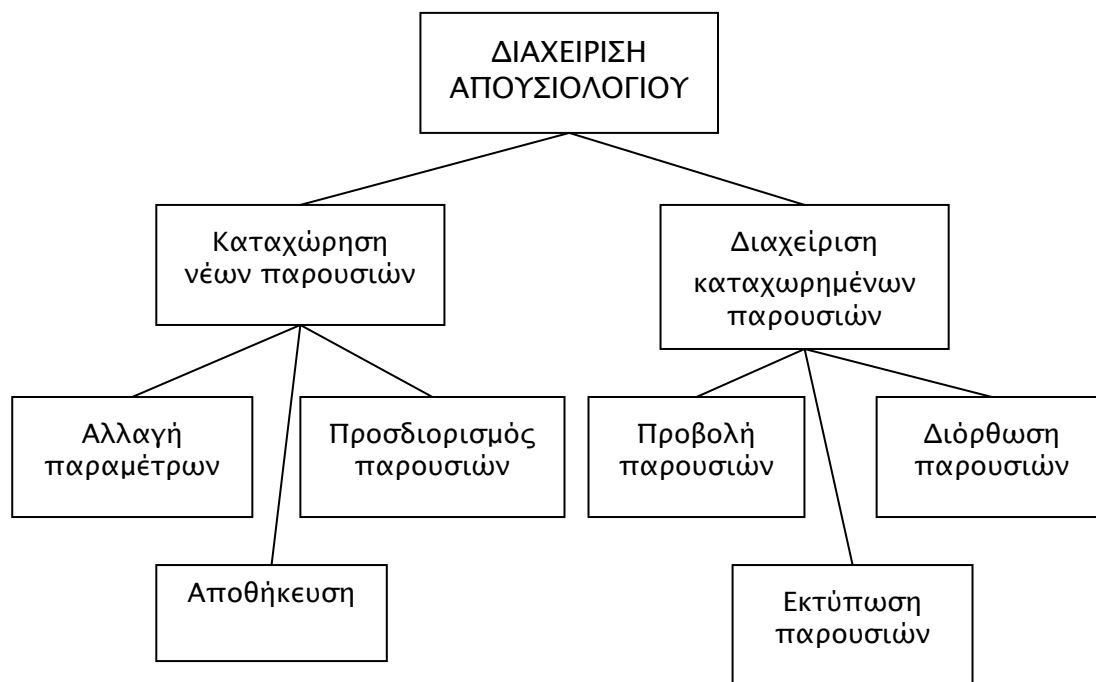 ΔΙΑΧΕΙΡΙΣΗ
ΑΠΟΥΣΙΟΛΟΓΙΟΥ
Καταχώρηση
νέων παρουσιών
Διαχείριση
καταχωρημένων
παρουσιών
Αλλαγή
παραμέτρων
Προσδιορισμός
παρουσιών
Προβολή
παρουσιών
Διόρθωση
παρουσιών
Αποθήκευση
Εκτύπωση
παρουσιών